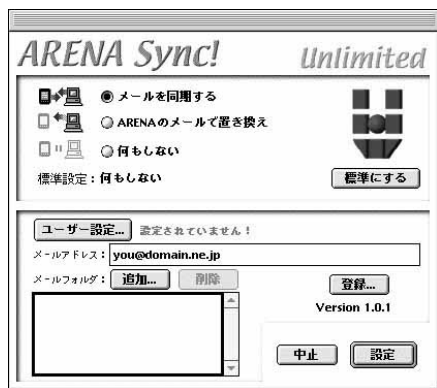 ARENA Sync! Unlimited
メールを同期する
ARENAのメールで置き換え
何もしない
標準設定：何もしない 標準にする
ユーザー設定... 設定されていません！
メールアドレス： you@domain.ne.jp
メールフォルダ： 追加... 削除
登録...
Version 1.0.1
中止 設定